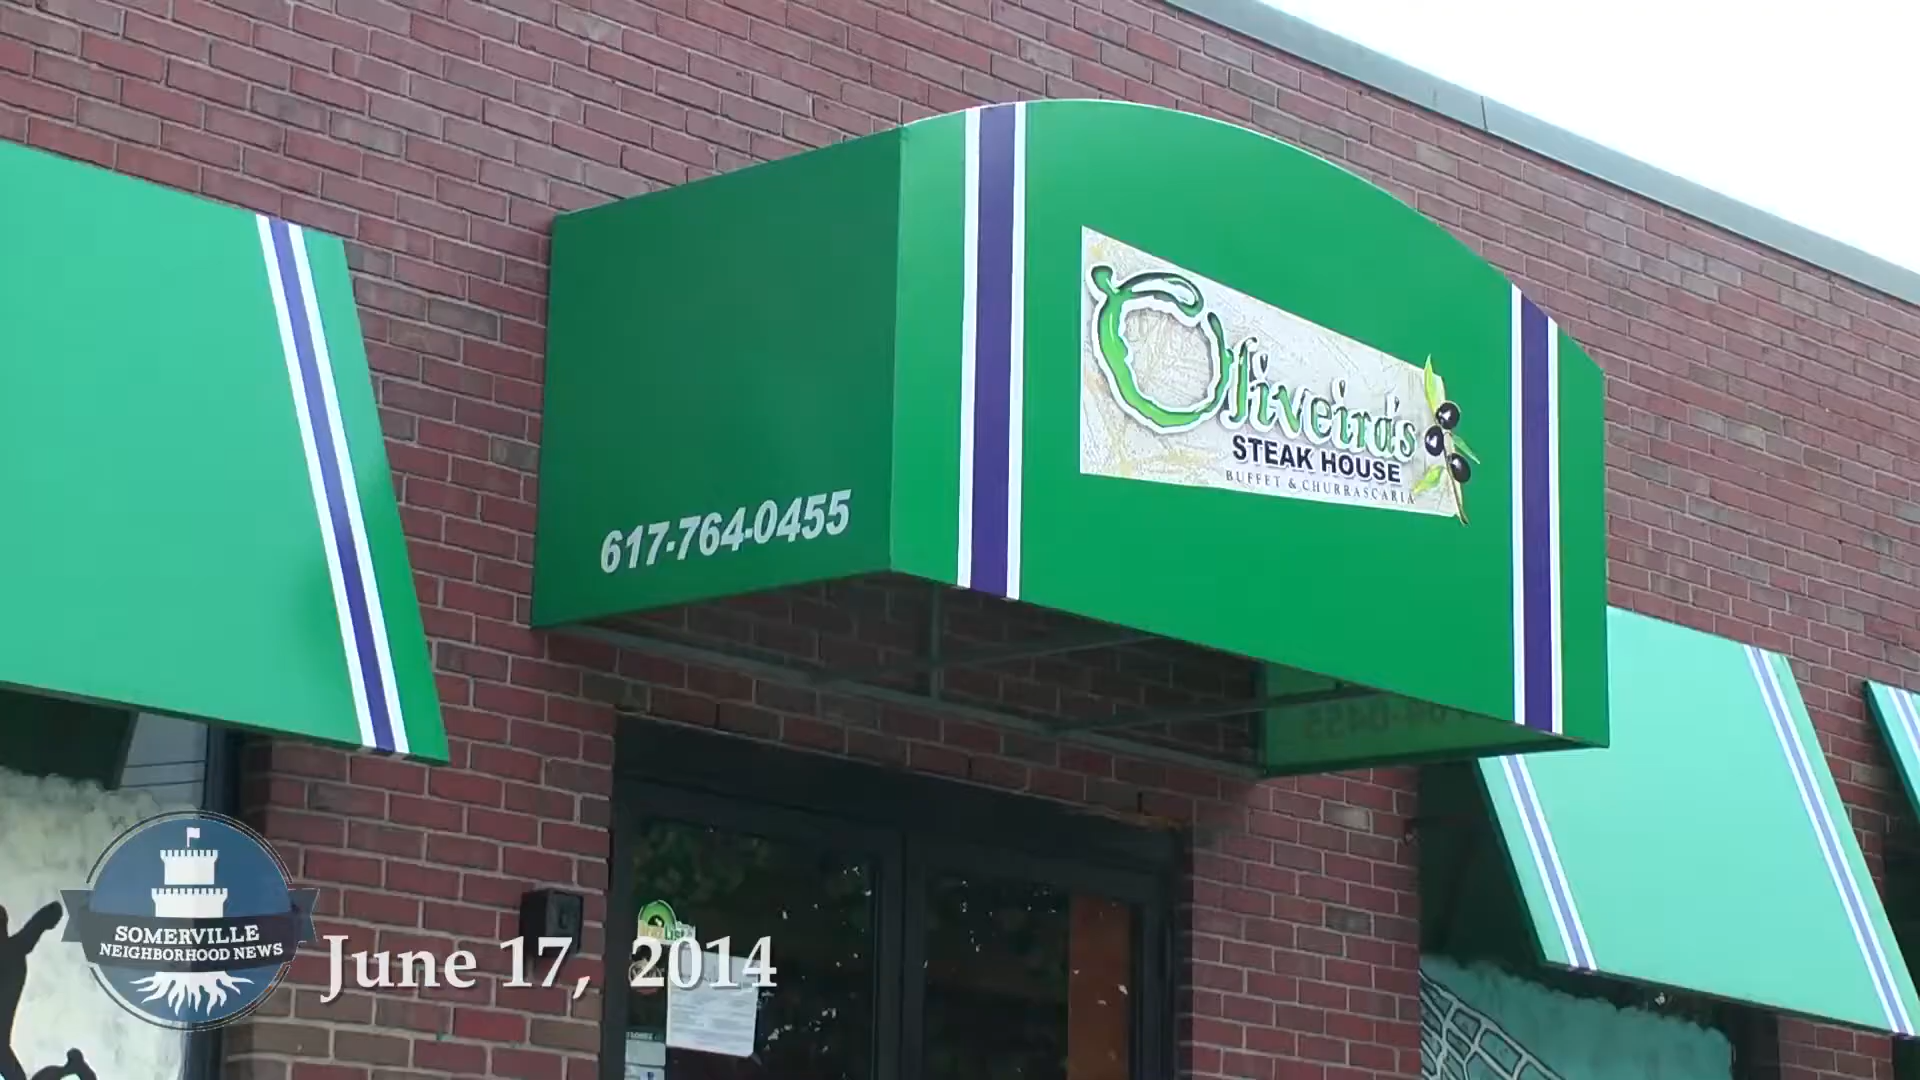 Oliveira's
STEAK HOUSE
BUFFET & CHURRASCARIA
617-764-0455
SOMERVILLE
NEIGHBORHOOD NEWS
June 17, 2014